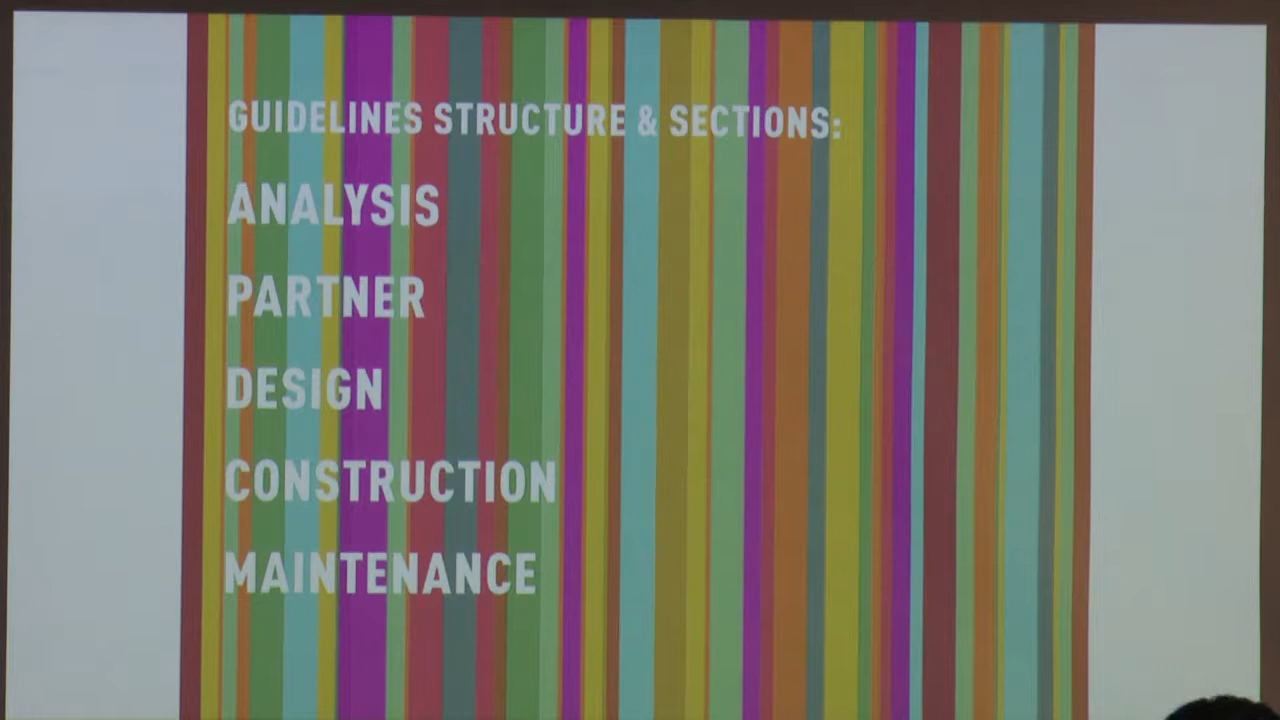 GUIDELINES STRUCTURE & SECTIONS:
ANALYSIS
PARTNER
DESIGN
CONSTRUCTION
MAINTENANCE